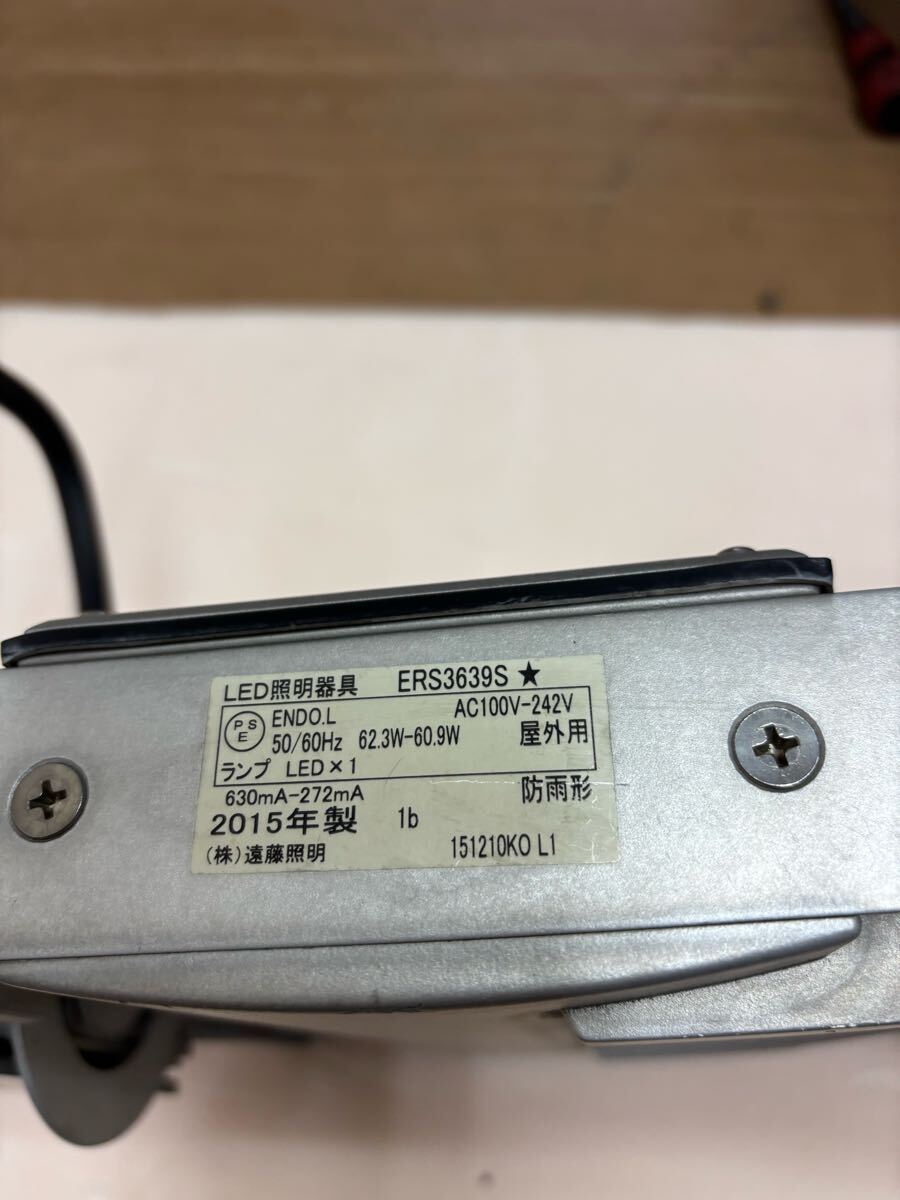 LED照明器具 ERS3639S ★
PSE ENDO.L AC100V-242V
50/60Hz 62.3W-60.9W 屋外用
ランプ LED×1
630mA-272mA 防雨形
2015年製 1b
(株)遠藤照明 151210KO L1